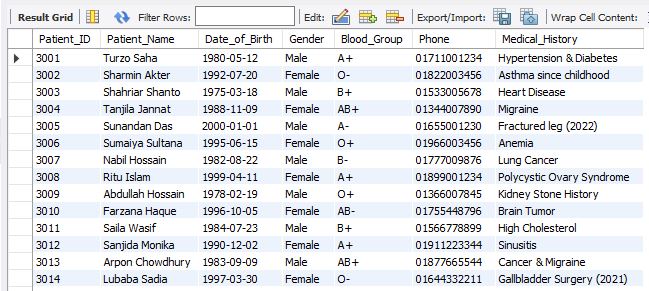 Result Grid Filter Rows: Edit: Export/Import: Wrap Cell Content:
Patient_ID Patient_Name Date_of_Birth Gender Blood_Group Phone Medical_History
3001 Turzo Saha 1980-05-12 Male A+ 01711001234 Hypertension & Diabetes
3002 Sharmin Akter 1992-07-20 Female O- 01822003456 Asthma since childhood
3003 Shahriar Shanto 1975-03-18 Male B+ 01533005678 Heart Disease
3004 Tanjila Jannat 1988-11-09 Female AB+ 01344007890 Migraine
3005 Sunandan Das 2000-01-01 Male A- 01655001230 Fractured leg (2022)
3006 Sumaiya Sultana 1995-06-15 Female O+ 01966003456 Anemia
3007 Nabil Hossain 1982-08-22 Male B- 01777009876 Lung Cancer
3008 Ritu Islam 1999-04-11 Female A+ 01899001234 Polycystic Ovary Syndrome
3009 Abdullah Hossain 1978-02-19 Male O+ 01366007845 Kidney Stone History
3010 Farzana Haque 1996-10-05 Female AB- 01755448796 Brain Tumor
3011 Saila Wasif 1984-07-23 Male B+ 01566778899 High Cholesterol
3012 Sanjida Monika 1990-12-02 Female A+ 01911223344 Sinusitis
3013 Arpon Chowdhury 1983-09-09 Male AB+ 01877665544 Cancer & Migraine
3014 Lubaba Sadia 1997-03-30 Female O- 01644332211 Gallbladder Surgery (2021)